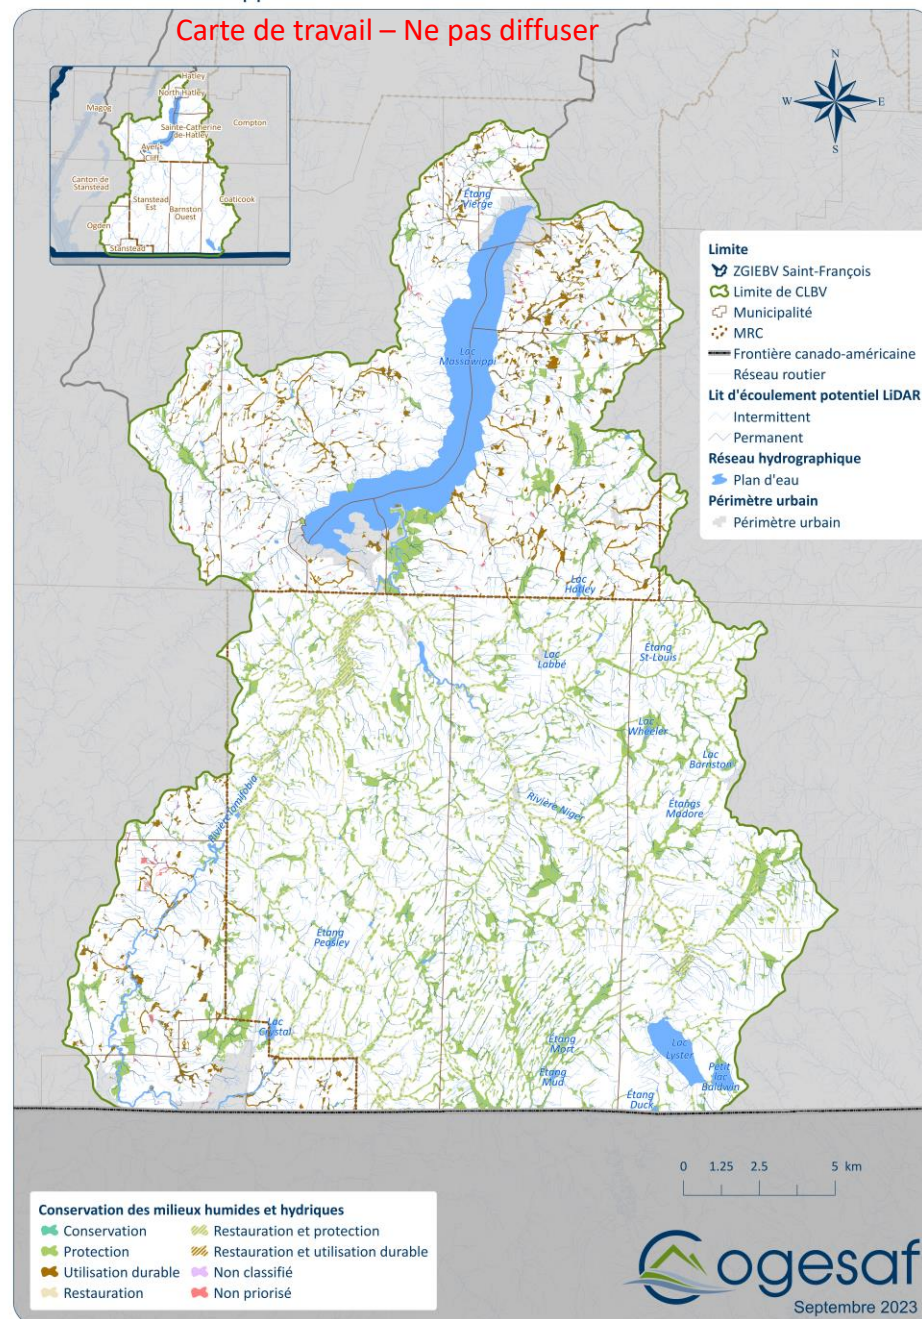 Carte de travail – Ne pas diffuser
Hatley
North Hatley
Magog
Sainte-Catherine-
de-Hatley
Compton
Ayer's
Cliff
Canton de
Stanstead
Stanstead
Est
Barnston
Ouest
Coaticook
Ogden
Stanstead
N
W
E
S
Étang
Vierge
Lac
Massawippi
Lac
Hatley
Lac
Labbé
Étang
St-Louis
Lac
Wheeler
Lac
Barnston
Étangs
Madore
Rivière Niger
Rivière Tomifobia
Étang
Peasley
Lac
Crystal
Étang
Mort
Étang
Mud
Lac
Lyster
Petit
lac
Baldwin
Étang
Duck
Limite
ZGIEBV Saint-François
Limite de CLBV
Municipalité
MRC
Frontière canado-américaine
Réseau routier
Lit d'écoulement potentiel LiDAR
Intermittent
Permanent
Réseau hydrographique
Plan d'eau
Périmètre urbain
Périmètre urbain
0 1.25 2.5 5 km
Conservation des milieux humides et hydriques
Conservation
Protection
Utilisation durable
Restauration
Restauration et protection
Restauration et utilisation durable
Non classifié
Non priorisé
Cogesaf
Septembre 2023